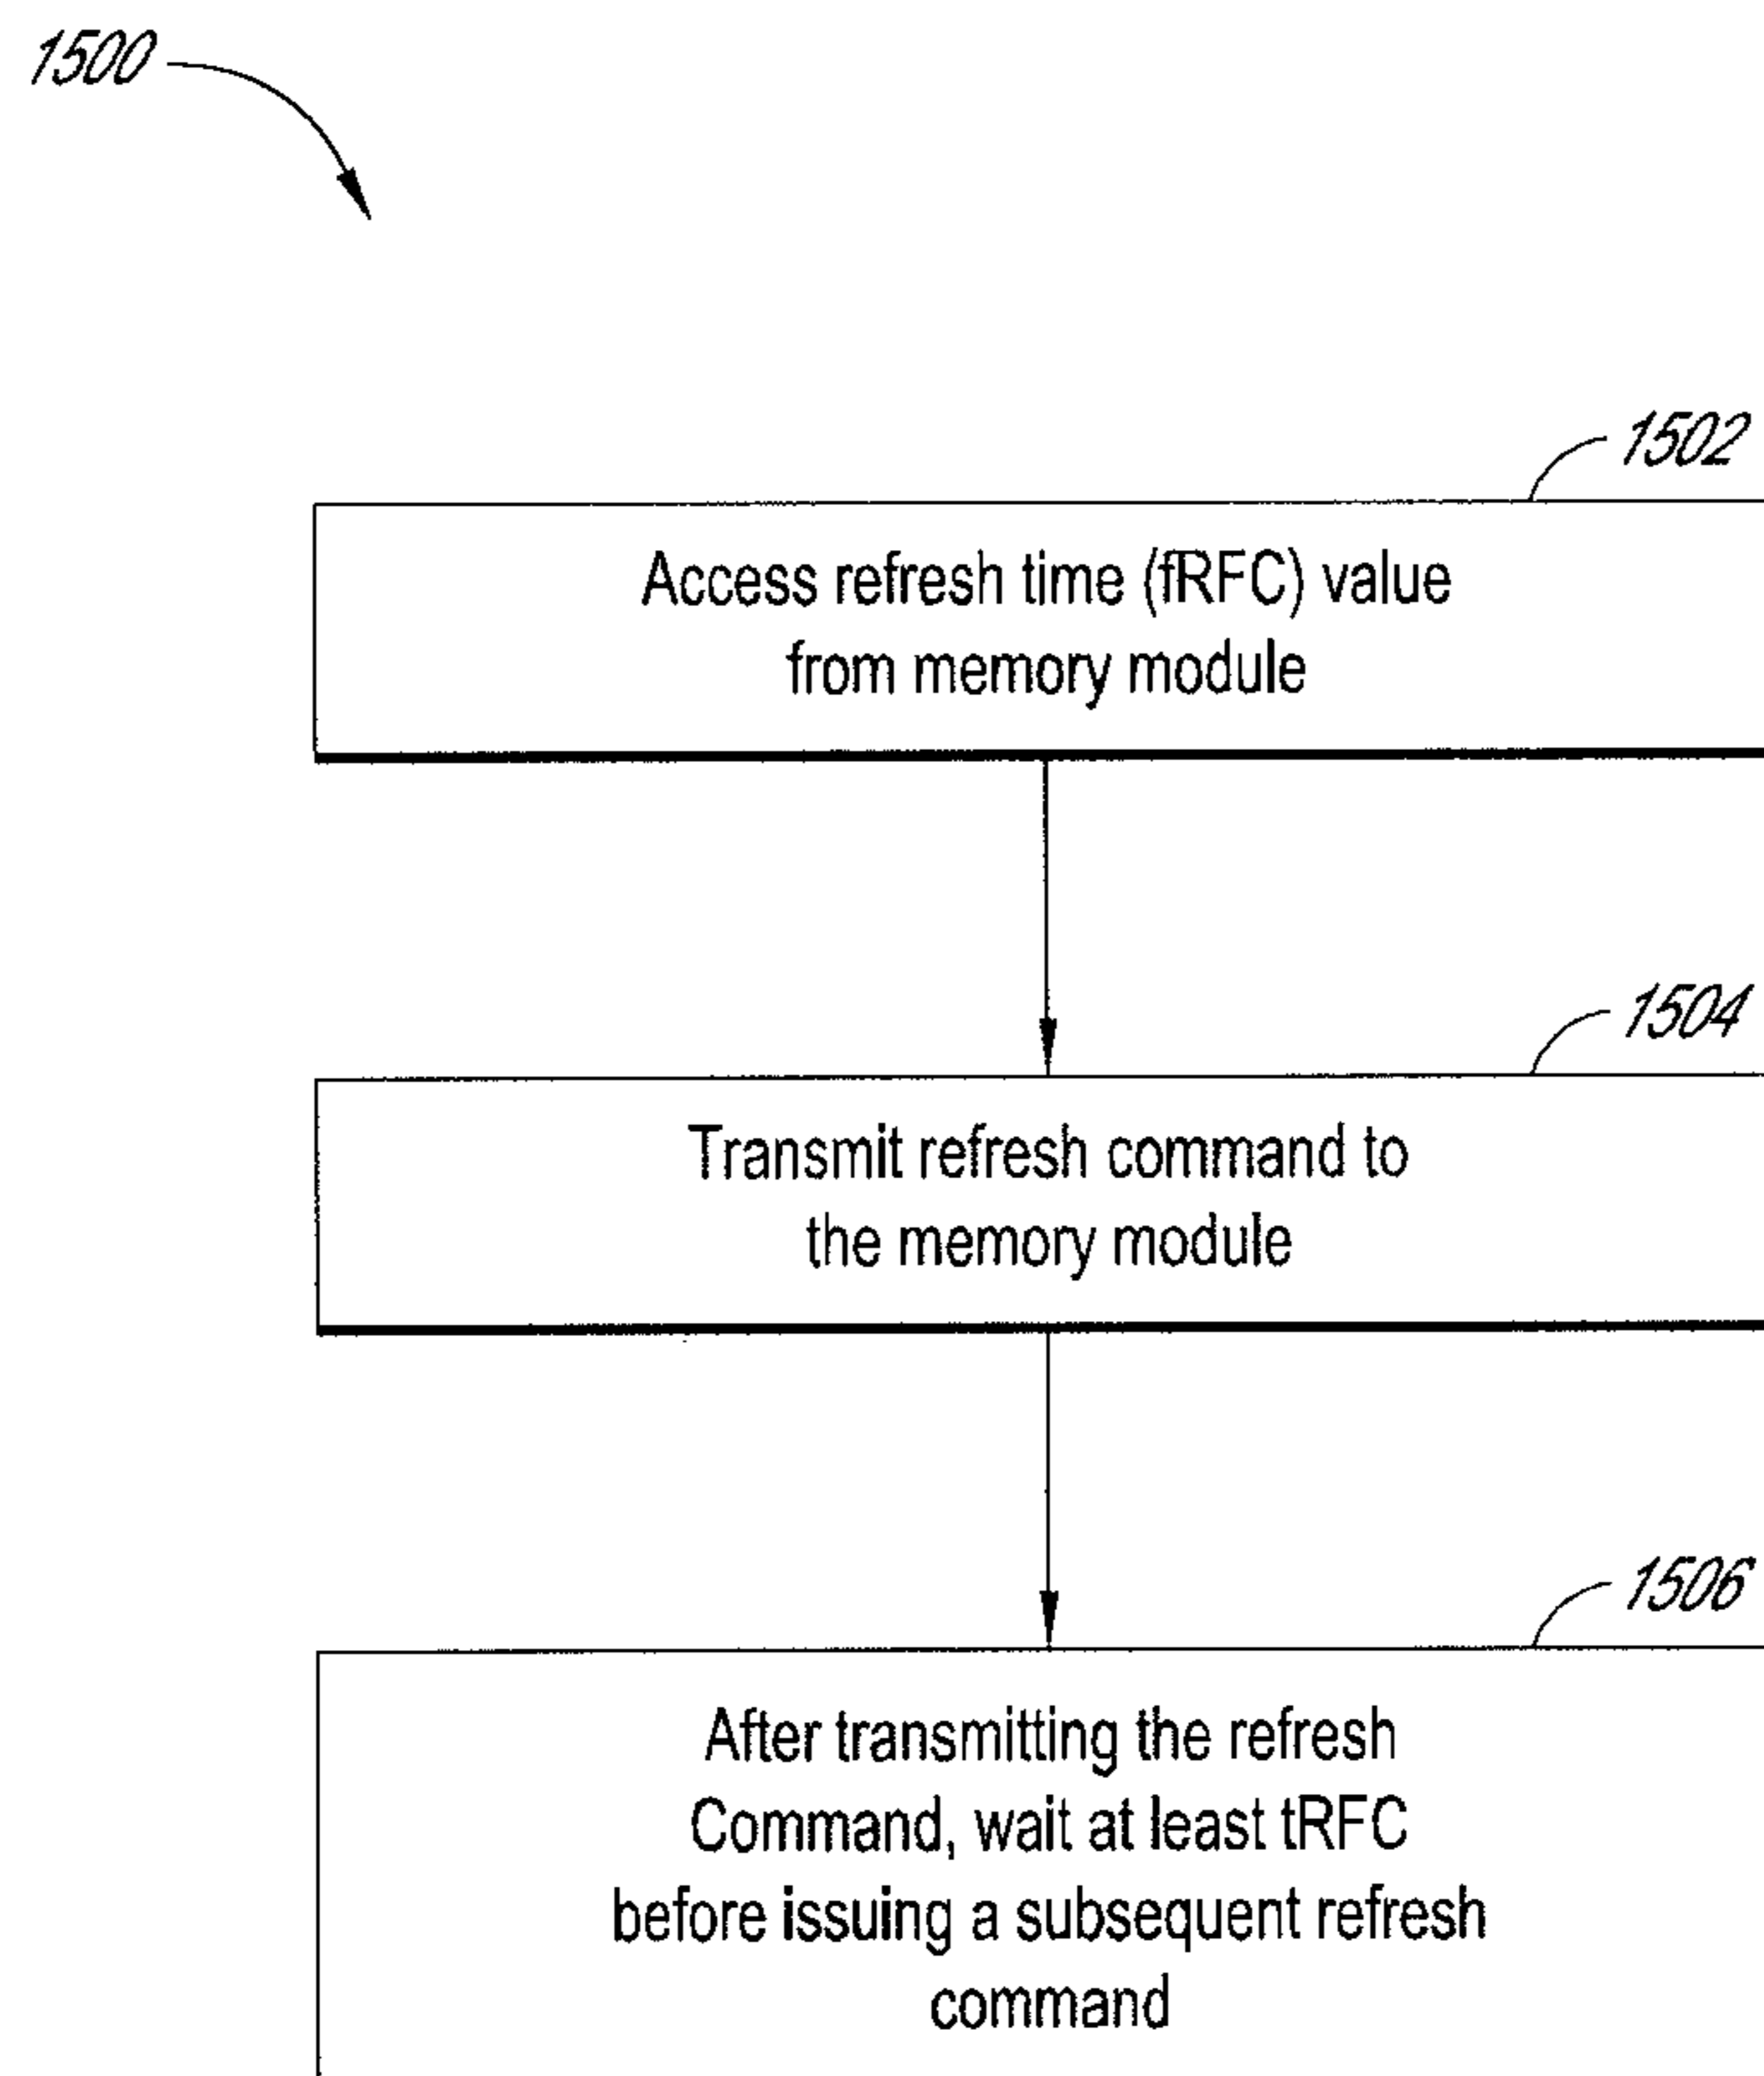 1500
1502
Access refresh time (fRFC) value
from memory module
1504
Transmit refresh command to
the memory module
1506
After transmitting the refresh
Command, wait at least tRFC
before issuing a subsequent refresh
command